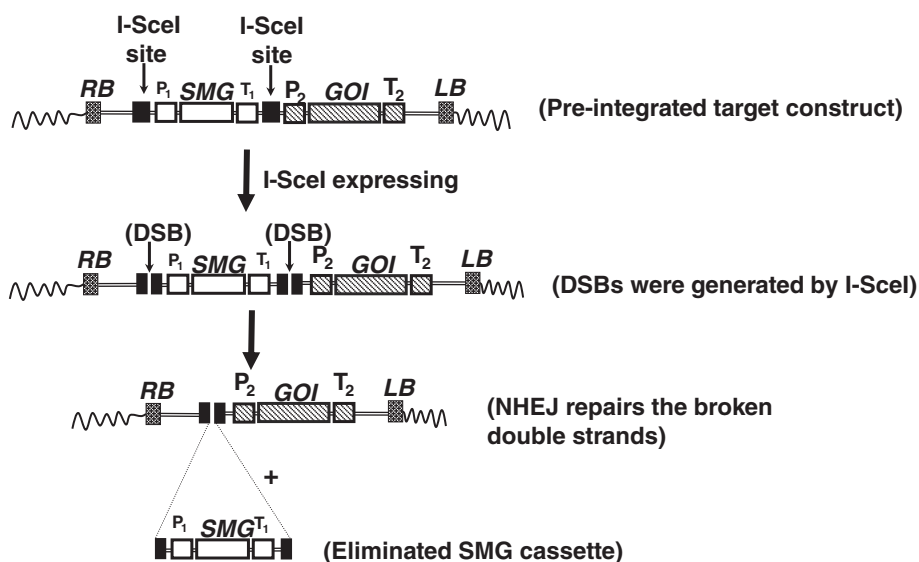 I-SceI site
I-SceI site
RB P₁ SMG T₁ P₂ GOI T₂ LB
(Pre-integrated target construct)
I-SceI expressing
(DSB) (DSB)
RB P₁ SMG T₁ P₂ GOI T₂ LB
(DSBs were generated by I-SceI)
RB P₂ GOI T₂ LB
(NHEJ repairs the broken
double strands)
+
P₁ SMG T₁
(Eliminated SMG cassette)